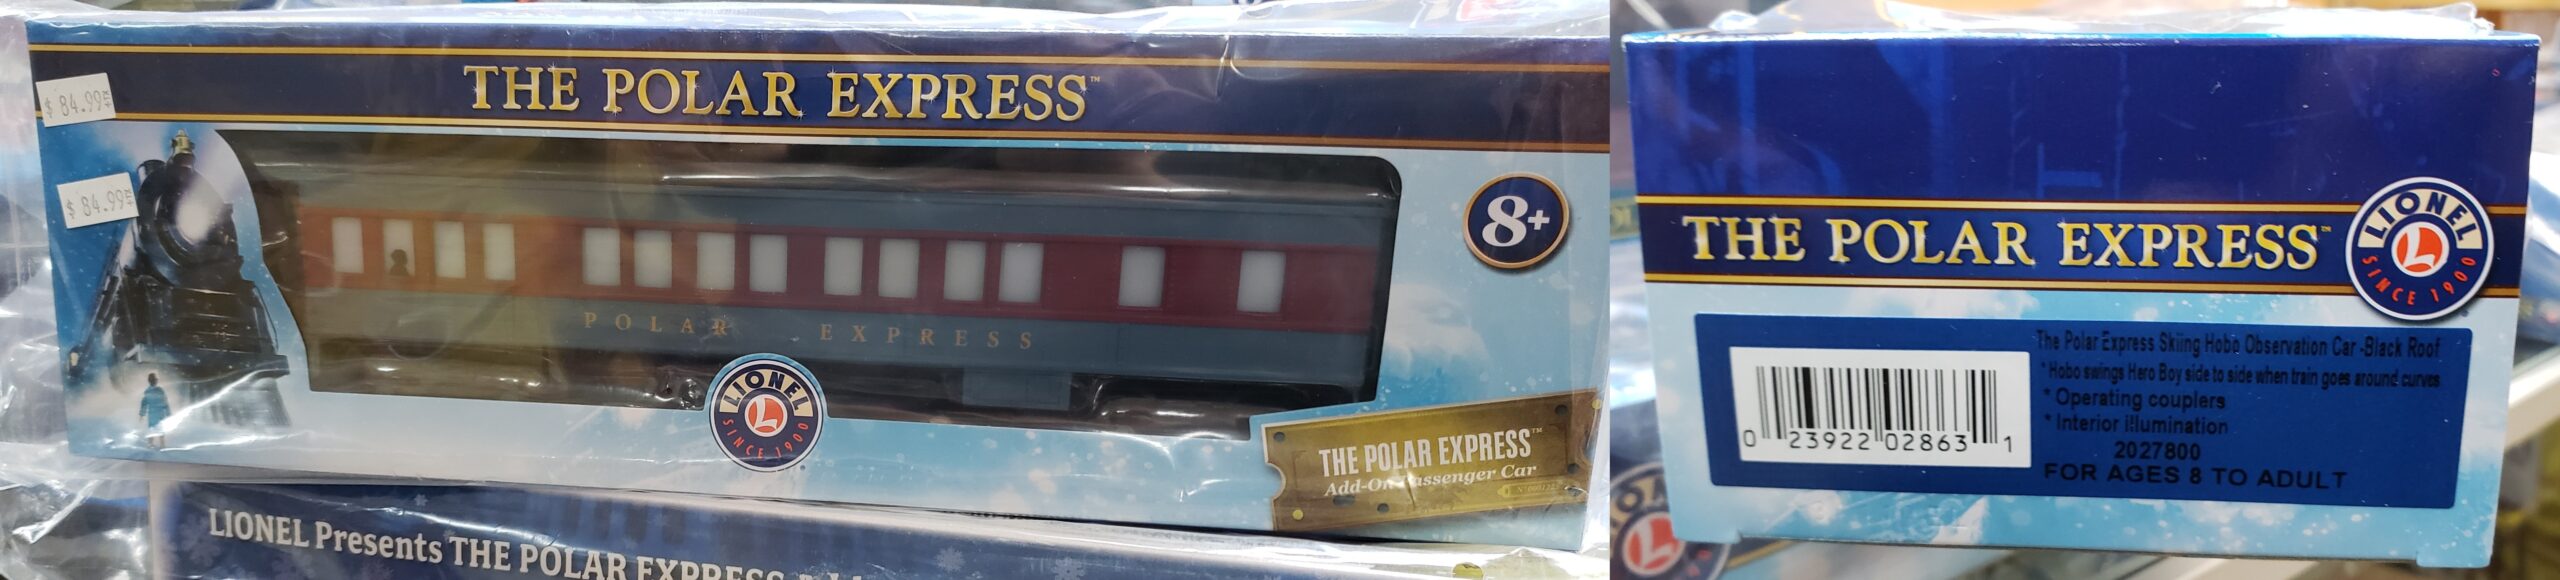 THE POLAR EXPRESS™
$ 84.99
$ 84.99
8+
POLAR EXPRESS
LIONEL
L
SINCE 1900
THE POLAR EXPRESS™
Add-On Passenger Car
LIONEL Presents THE POLAR EXPRESS
THE POLAR EXPRESS™
LIONEL
L
SINCE 1900
The Polar Express Skiing Hobo Observation Car -Black Roof
* Hobo swings Hero Boy side to side when train goes around curves
* Operating couplers
* Interior illumination
2027800
FOR AGES 8 TO ADULT
0 23922 02863 1